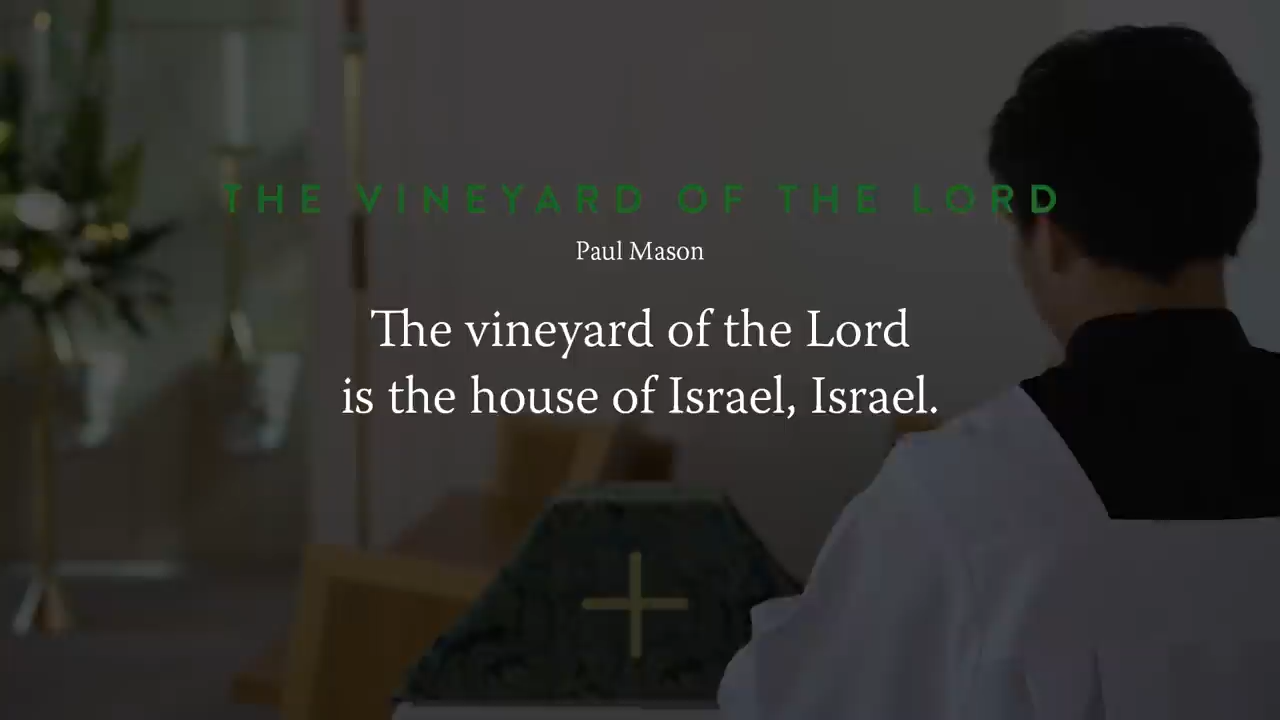 THE VINEYARD OF THE LORD
Paul Mason
The vineyard of the Lord
is the house of Israel, Israel.